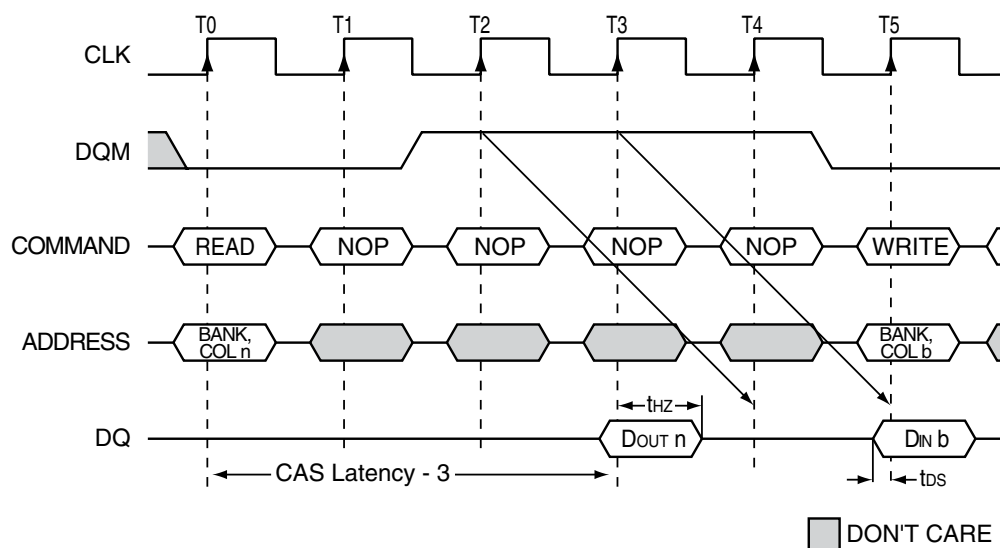 T0 T1 T2 T3 T4 T5
CLK
DQM
COMMAND READ NOP NOP NOP NOP WRITE
ADDRESS BANK, COL n BANK, COL b
tHZ
DQ DOUT n DIN b
CAS Latency - 3 tDS
DON'T CARE